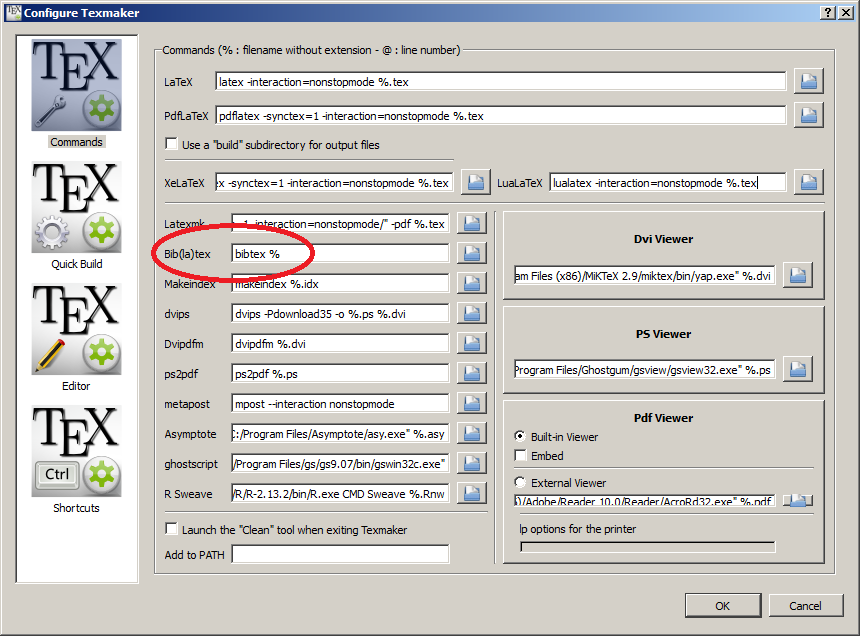 Configure Texmaker
TEX
Commands
TEX
Quick Build
TEX
Editor
TEX
Ctrl
Shortcuts
Commands (% : filename without extension - @ : line number)
LaTeX latex -interaction=nonstopmode %.tex
PdfLaTeX pdflatex -synctex=1 -interaction=nonstopmode %.tex
Use a "build" subdirectory for output files
XeLaTeX ex -synctex=1 -interaction=nonstopmode %.tex LuaLaTeX lualatex -interaction=nonstopmode %.tex
Latexmk 1 -interaction=nonstopmode/" -pdf %.tex
Bib(la)tex bibtex %
Makeindex makeindex %.idx
dvips dvips -Pdownload35 -o %.ps %.dvi
Dvipdfm dvipdfm %.dvi
ps2pdf ps2pdf %.ps
metapost mpost --interaction nonstopmode
Asymptote C:/Program Files/Asymptote/asy.exe" %.asy
ghostscript /Program Files/gs/gs9.07/bin/gswin32c.exe"
R Sweave /R/R-2.13.2/bin/R.exe CMD Sweave %.Rnw
Launch the "Clean" tool when exiting Texmaker
Add to PATH
Dvi Viewer
am Files (x86)/MiKTeX 2.9/miktex/bin/yap.exe" %.dvi
PS Viewer
Program Files/Ghostgum/gsview/gsview32.exe" %.ps
Pdf Viewer
Built-in Viewer
Embed
External Viewer
)/Adobe/Reader 10.0/Reader/AcroRd32.exe" %.pdf
lp options for the printer
OK Cancel